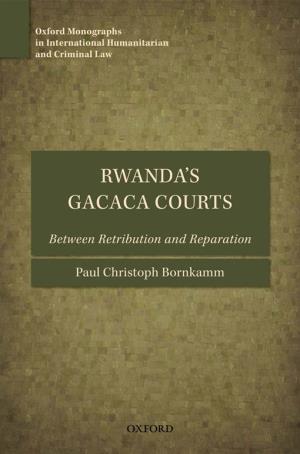 Oxford Monographs
in International Humanitarian
and Criminal Law
RWANDA'S
GACACA COURTS
Between Retribution and Reparation
Paul Christoph Bornkamm
OXFORD